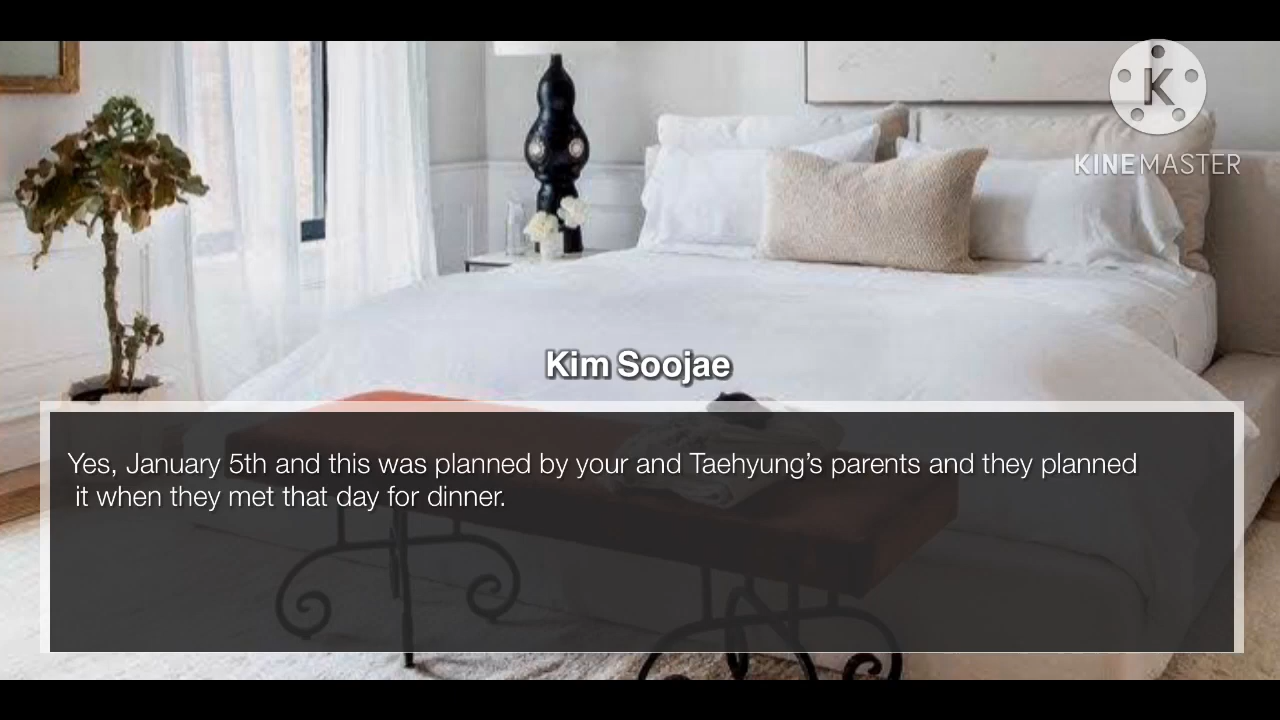 K
KINEMASTER
Kim Soojae
Yes, January 5th and this was planned by your and Taehyung's parents and they planned
it when they met that day for dinner.